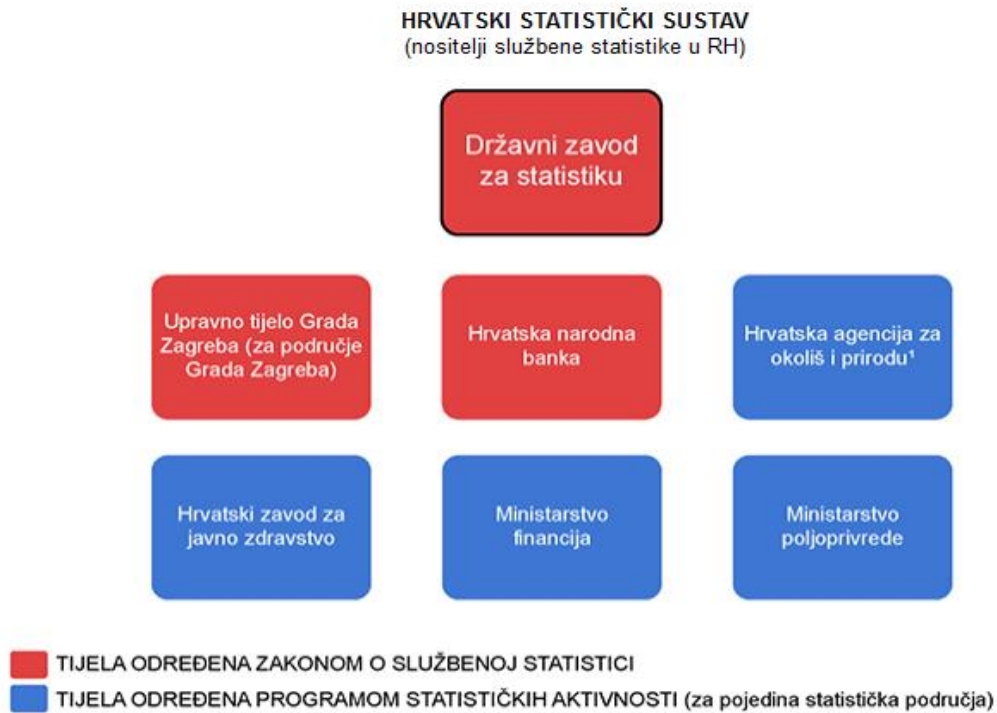 HRVATSKI STATISTIČKI SUSTAV
(nositelji službene statistike u RH)
Državni zavod
za statistiku
Upravno tijelo Grada
Zagreba (za područje
Grada Zagreba)
Hrvatska narodna
banka
Hrvatska agencija za
okoliš i prirodu¹
Hrvatski zavod za
javno zdravstvo
Ministarstvo
financija
Ministarstvo
poljoprivrede
TIJELA ODREĐENA ZAKONOM O SLUŽBENOJ STATISTICI
TIJELA ODREĐENA PROGRAMOM STATISTIČKIH AKTIVNOSTI (za pojedina statistička područja)